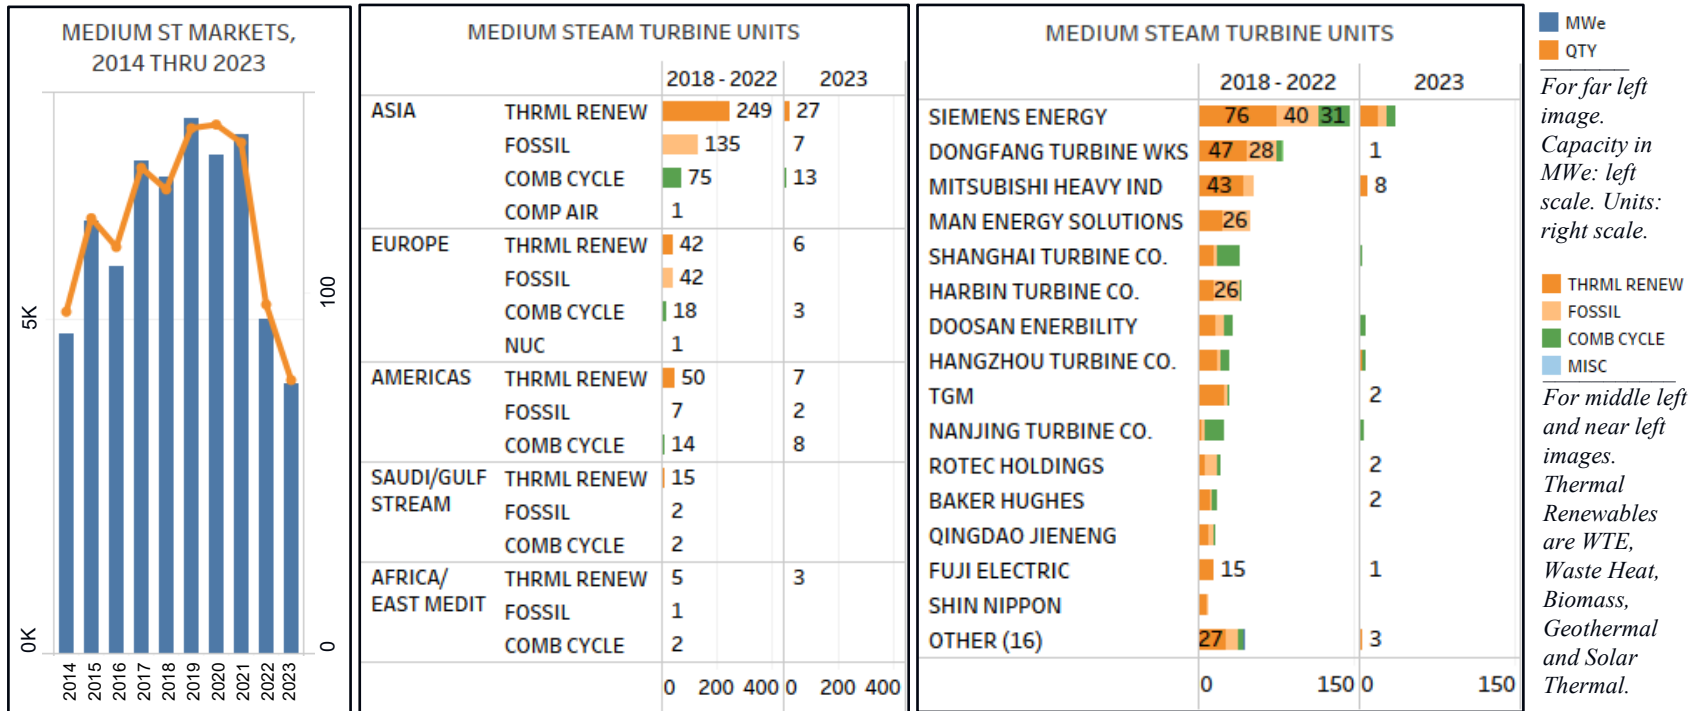 MEDIUM ST MARKETS,
2014 THRU 2023
5K
0K
100
0
2014
2015
2016
2017
2018
2019
2020
2021
2022
2023
MEDIUM STEAM TURBINE UNITS
2018 - 2022 2023
ASIA THRML RENEW 249 27
FOSSIL 135 7
COMB CYCLE 75 13
COMP AIR 1
EUROPE THRML RENEW 42 6
FOSSIL 42
COMB CYCLE 18 3
NUC 1
AMERICAS THRML RENEW 50 7
FOSSIL 7 2
COMB CYCLE 14 8
SAUDI/GULF THRML RENEW 15
STREAM FOSSIL 2
COMB CYCLE 2
AFRICA/ THRML RENEW 5 3
EAST MEDIT FOSSIL 1
COMB CYCLE 2
0 200 400 0 200 400
MEDIUM STEAM TURBINE UNITS
2018 - 2022 2023
SIEMENS ENERGY 76 40 31
DONGFANG TURBINE WKS 47 28 1
MITSUBISHI HEAVY IND 43 8
MAN ENERGY SOLUTIONS 26
SHANGHAI TURBINE CO.
HARBIN TURBINE CO. 26
DOOSAN ENERBILITY
HANGZHOU TURBINE CO.
TGM 2
NANJING TURBINE CO.
ROTEC HOLDINGS 2
BAKER HUGHES 2
QINGDAO JIENENG
FUJI ELECTRIC 15 1
SHIN NIPPON
OTHER (16) 27 3
0 150 0 150
MWe
QTY
For far left
image.
Capacity in
MWe: left
scale. Units:
right scale.
THRML RENEW
FOSSIL
COMB CYCLE
MISC
For middle left
and near left
images.
Thermal
Renewables
are WTE,
Waste Heat,
Biomass,
Geothermal
and Solar
Thermal.